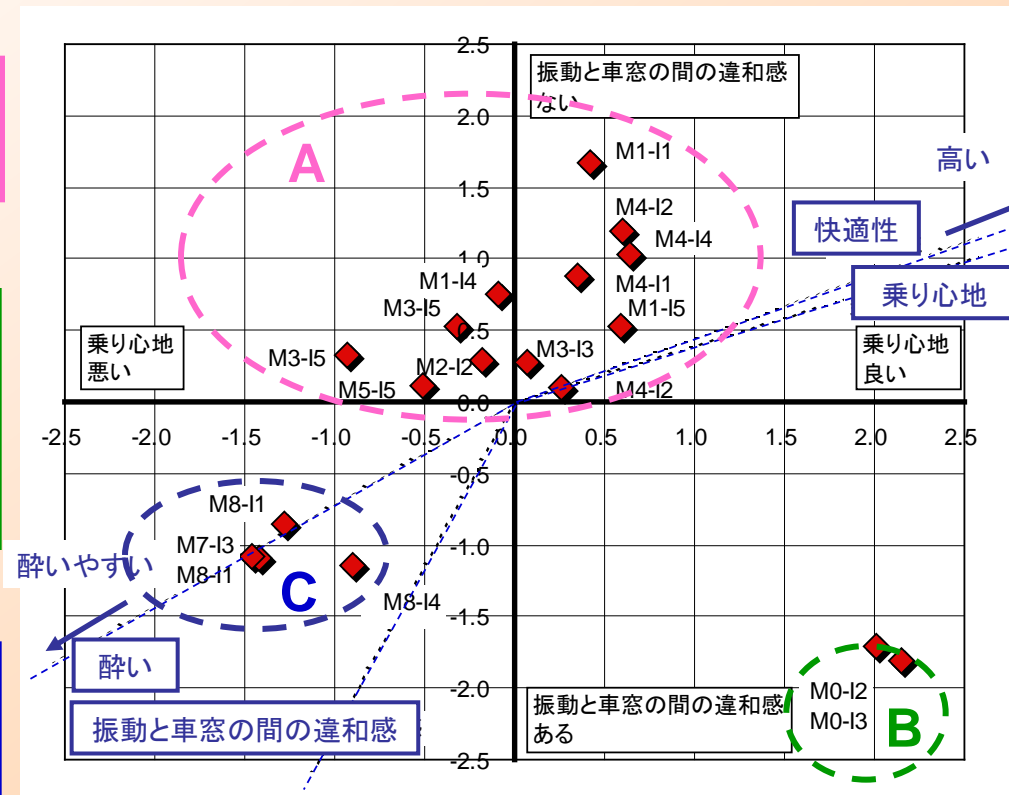 2.5
振動と車窓の間の違和感
ない
2.0
A
M1-I1
高い
1.5
M4-I2
快適性
M4-I4
1.0
M1-I4
M4-I1
乗り心地
M3-I5
M1-I5
0.5
乗り心地
悪い
M3-I5
M2-I2
M3-I3
乗り心地
良い
M5-I5
M4-I2
0.0
-2.5 -2.0 -1.5 -1.0 -0.5 0.0 0.5 1.0 1.5 2.0 2.5
-0.5
M8-I1
M7-I3
-1.0
酔いやすい
M8-I1
C
M8-I4
-1.5
酔い
-2.0
M0-I2
振動と車窓の間の違和感
ある
M0-I3
B
振動と車窓の間の違和感
-2.5